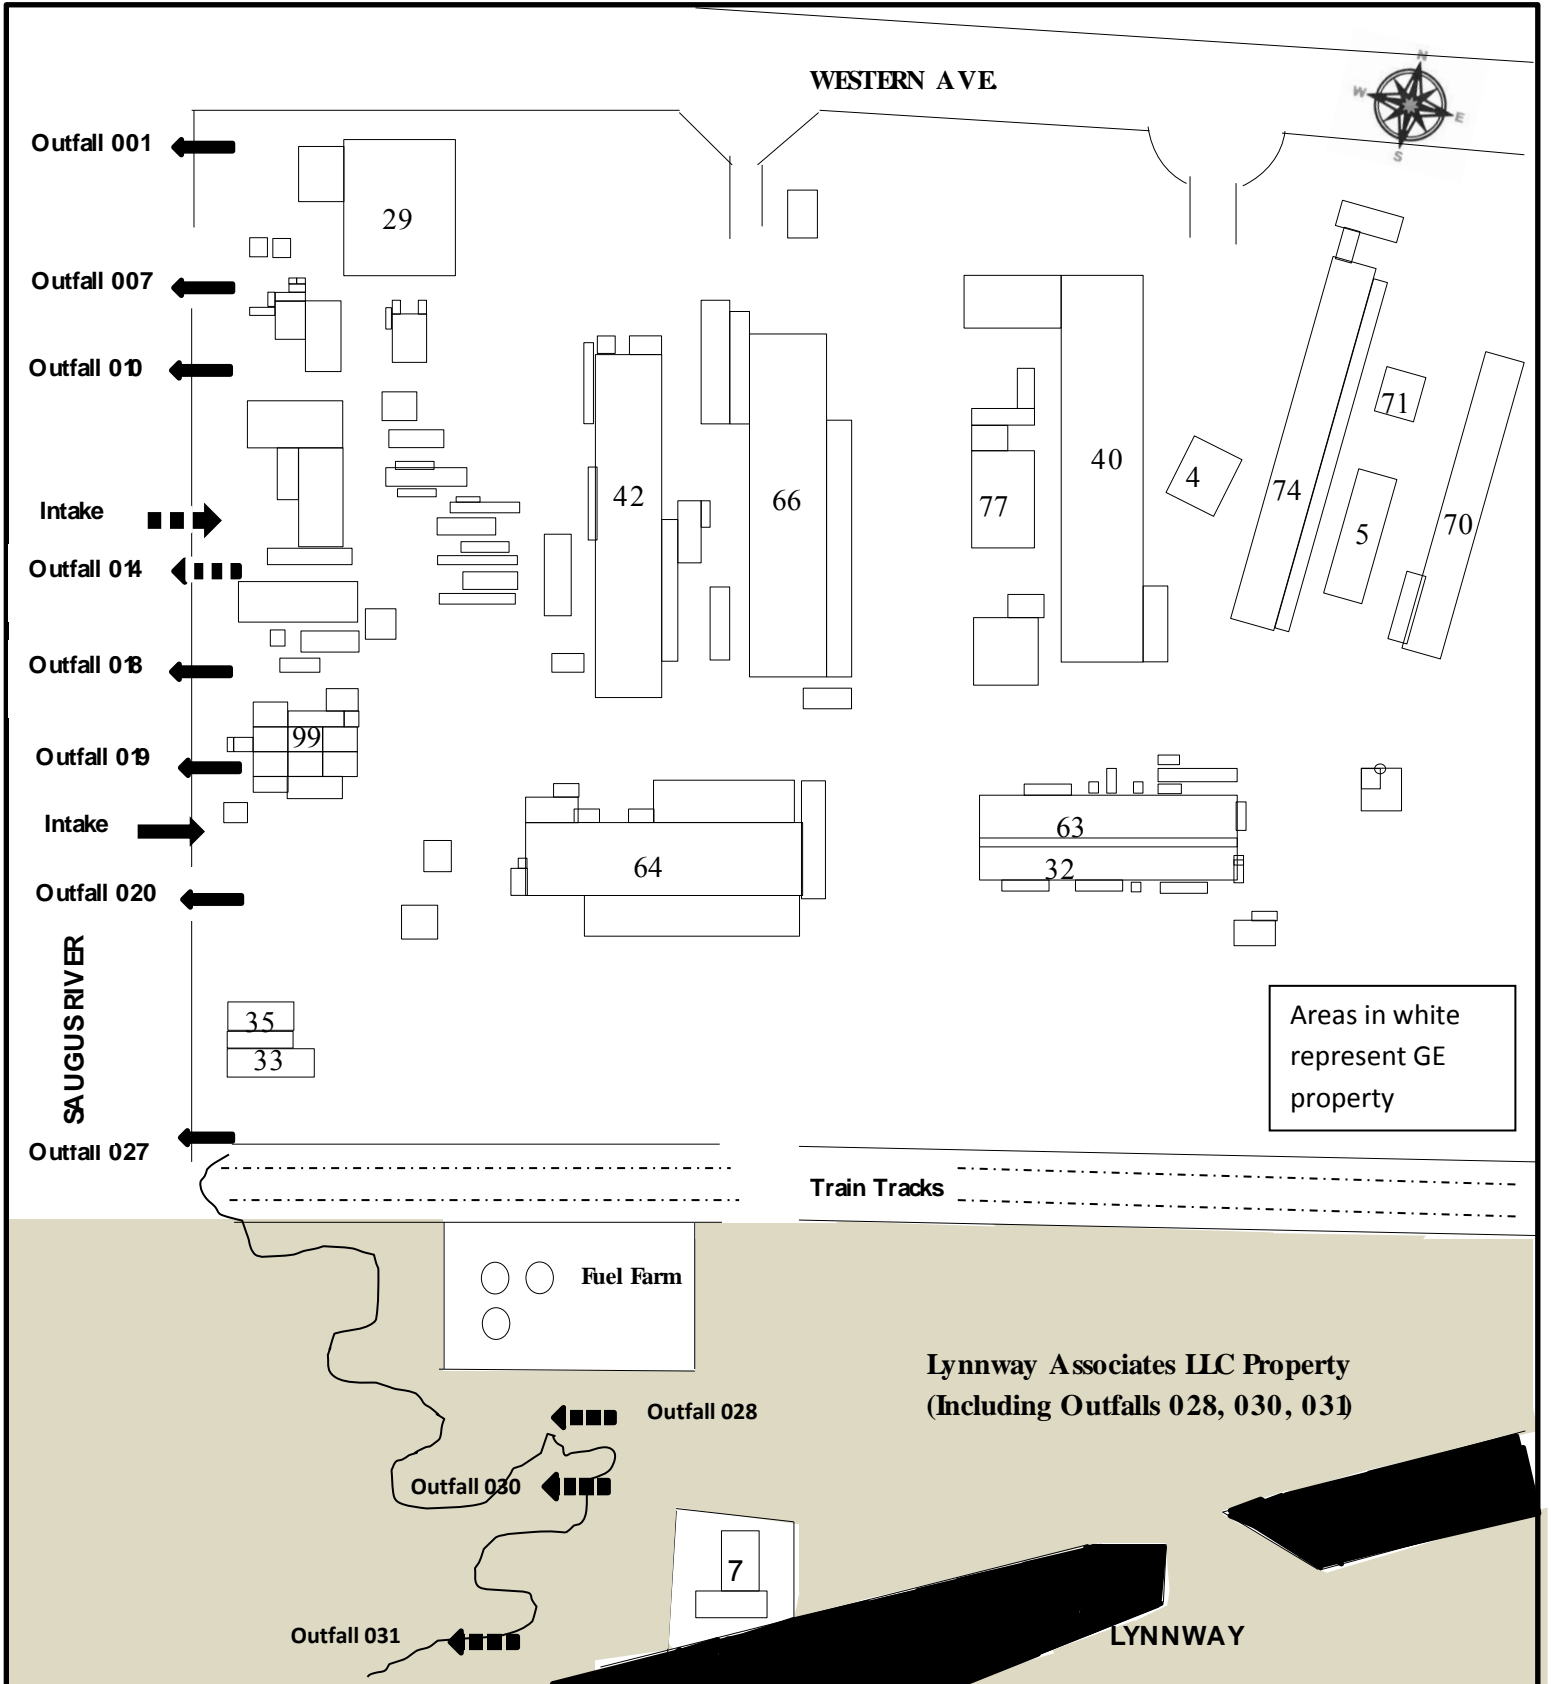 WESTERN AVE.
N
W
E
S
Outfall 001
29
Outfall 007
Outfall 010
71
40
4
74
42
66
77
Intake
5
70
Outfall 014
Outfall 018
99
Outfall 019
Intake
63
64
32
Outfall 020
SAUGUS RIVER
35
33
Areas in white
represent GE
property
Outfall 027
Train Tracks
Fuel Farm
Lynnway Associates LLC Property
(Including Outfalls 028, 030, 031)
Outfall 028
Outfall 030
7
Outfall 031
LYNNWAY